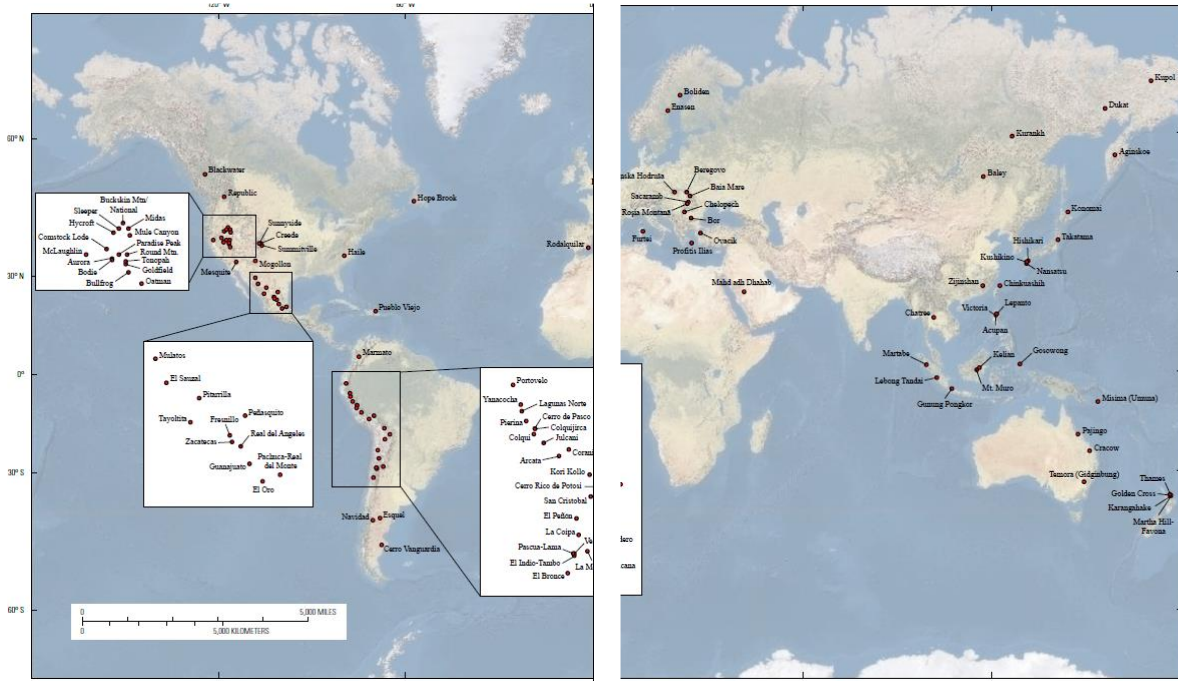 60° N
Blackwater
Republic
Hope Brook
Buckskin Mtn/
National
Sleeper
Midas
Hycroft
Mule Canyon
Comstock Lode
Paradise Peak
McLaughlin
Round Mtn.
Aurora
Tonopah
Bodie
Goldfield
Bullfrog
Oatman
Sunnyside
Creede
Summitville
Haile
Rodalquilar
Mesquite
Mogollon
30° N
Pueblo Viejo
Marmato
0°
Mulatos
El Sauzal
Pitarrilla
Tayoltita
Peñasquito
Fresnillo
Real del Angeles
Zacatecas
Pachuca-Real
del Monte
Guanajuato
El Oro
Portovelo
Yanacocha
Lagunas Norte
Pierina
Cerro de Pasco
Colquijirca
Colqui
Julcani
Arcata
Kori Kollo
Cerro Rico de Potosi
San Cristobal
El Peñón
La Coipa
Pascua-Lama
El Indio-Tambo
El Bronce
30° S
Navidad
Esquel
Cerro Vanguardia
60° S
0
5,000 MILES
0
5,000 KILOMETERS
Kupol
Boliden
Enasen
Dukat
Kurankh
Aginskoe
Baley
Beregovo
Baia Mare
Sacaramb
Chelopech
Roşia Montană
Bor
Furtei
Ovacik
Profitis Ilias
Konomai
Takatama
Hishikari
Kushikino
Nansatsu
Mahd adh Dhahab
Zijinshan
Chinkuashih
Chatree
Victoria
Lepanto
Acupan
Martabe
Kelian
Gosowong
Lebong Tandai
Mt. Muro
Gunung Pongkor
Misima (Umuna)
Pajingo
Cracow
Temora (Gidginbung)
Thames
Golden Cross
Karangahake
Martha Hill-
Favona